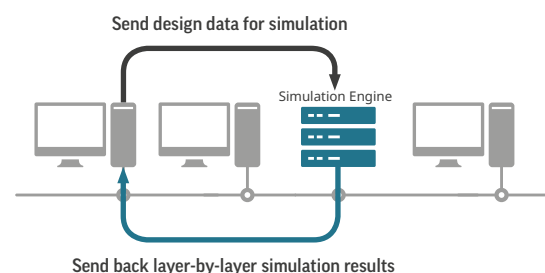 Send design data for simulation
Simulation Engine
Send back layer-by-layer simulation results